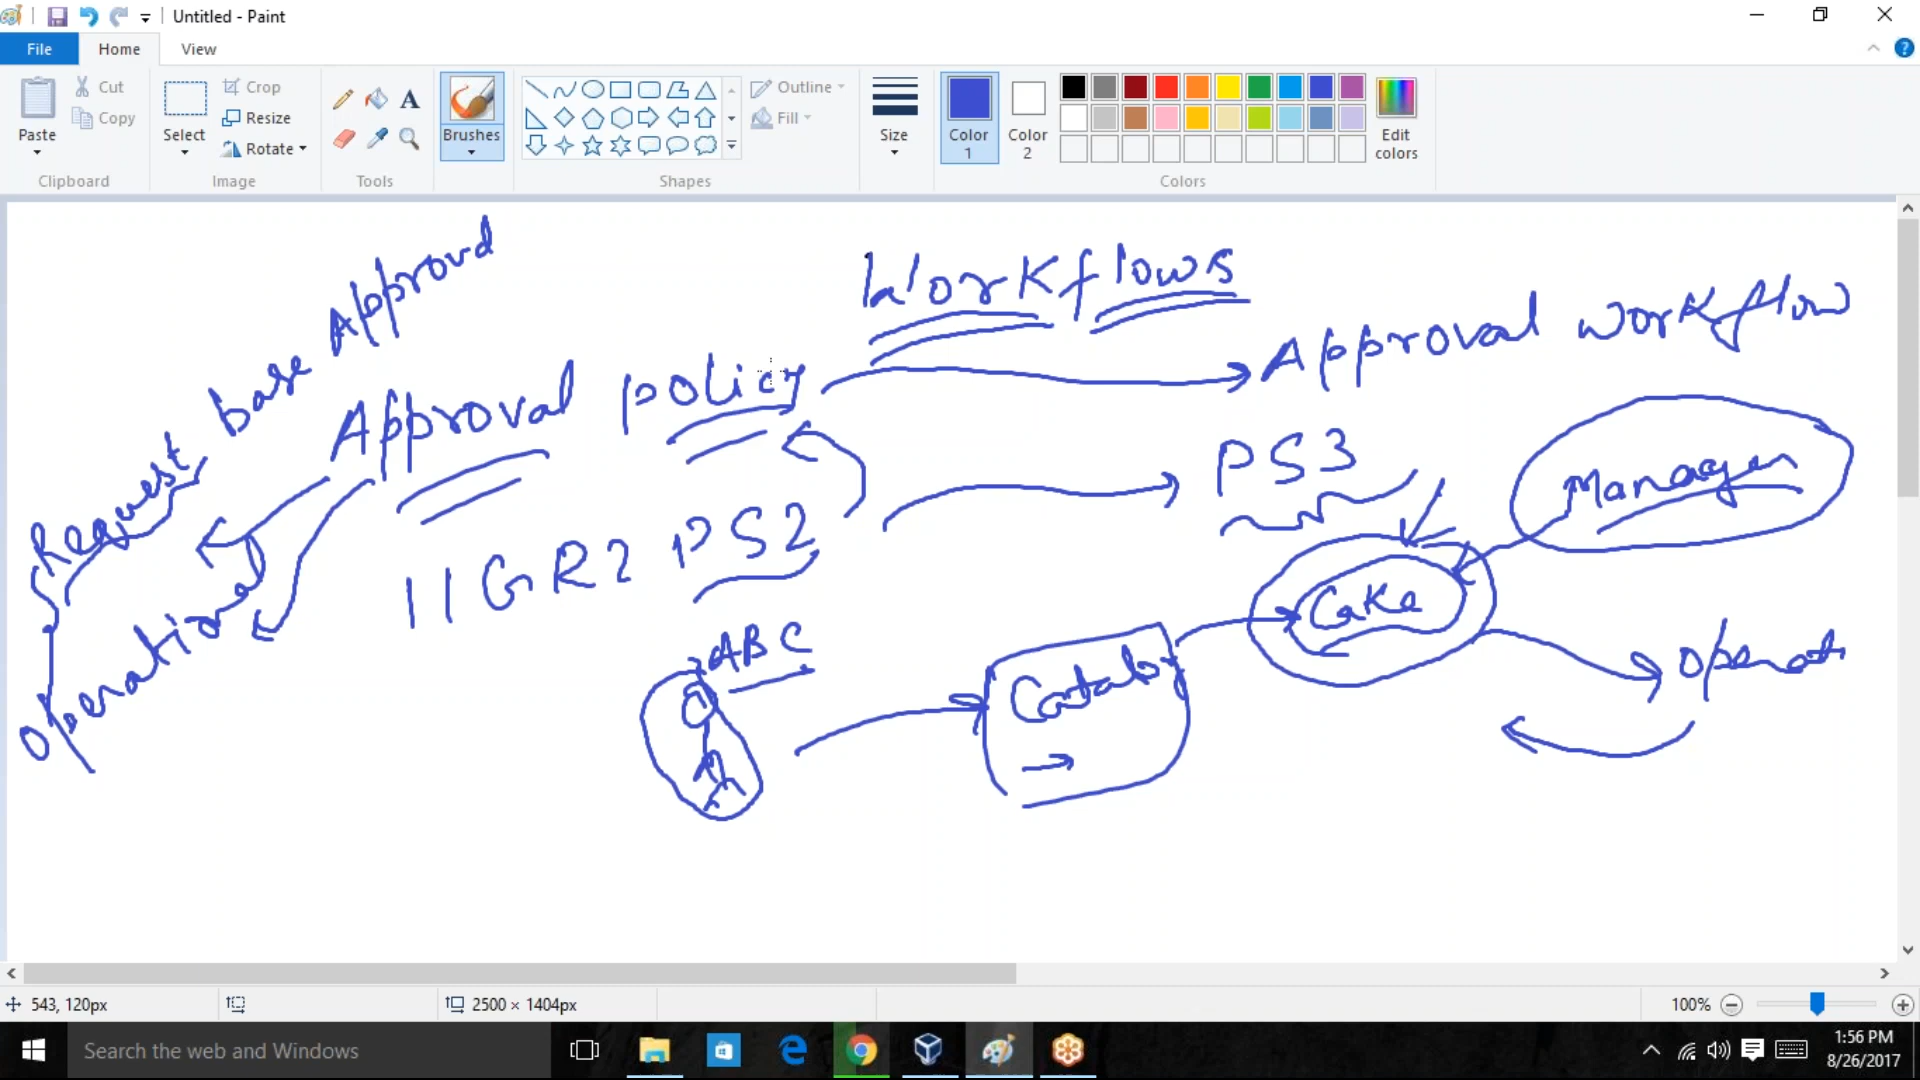 Untitled - Paint
File Home View
Paste
Cut
Copy
Clipboard
Select
Crop
Resize
Rotate
Image
A
Tools
Brushes
Shapes
Outline
Fill
Size
Color 1
Color 2
Edit colors
Colors
Workflows
Request base Approval
Approval policy
Approval workflow
Operational
11GR2 PS2
PS3
Manager
ABC
Catalog
Operat
543, 120px
2500 × 1404px
100%
Search the web and Windows
1:56 PM
8/26/2017